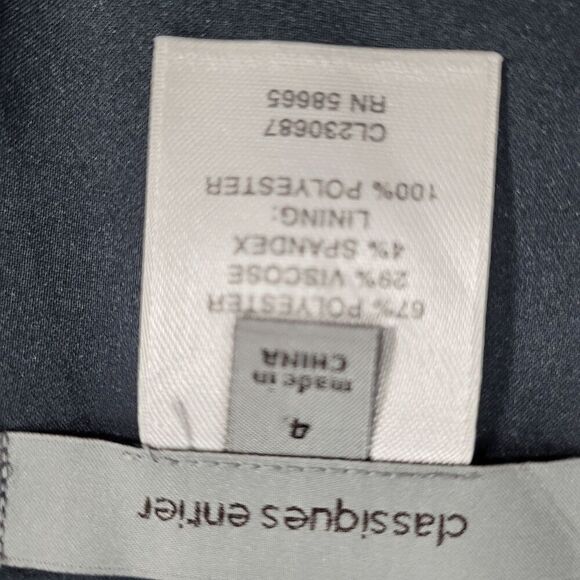 classiques entier
4
made in
CHINA
67% POLYESTER
29% VISCOSE
4% SPANDEX
LINING:
100% POLYESTER
CL230687
RN 58665